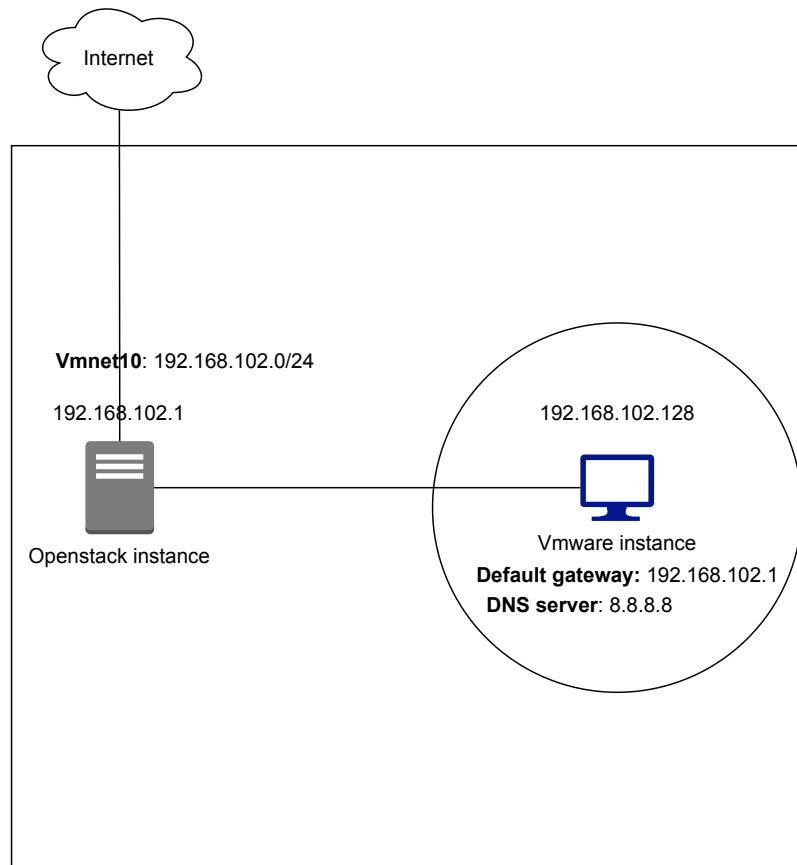 Internet
Vmnet10: 192.168.102.0/24
192.168.102.1
192.168.102.128
Openstack instance
Vmware instance
Default gateway: 192.168.102.1
DNS server: 8.8.8.8